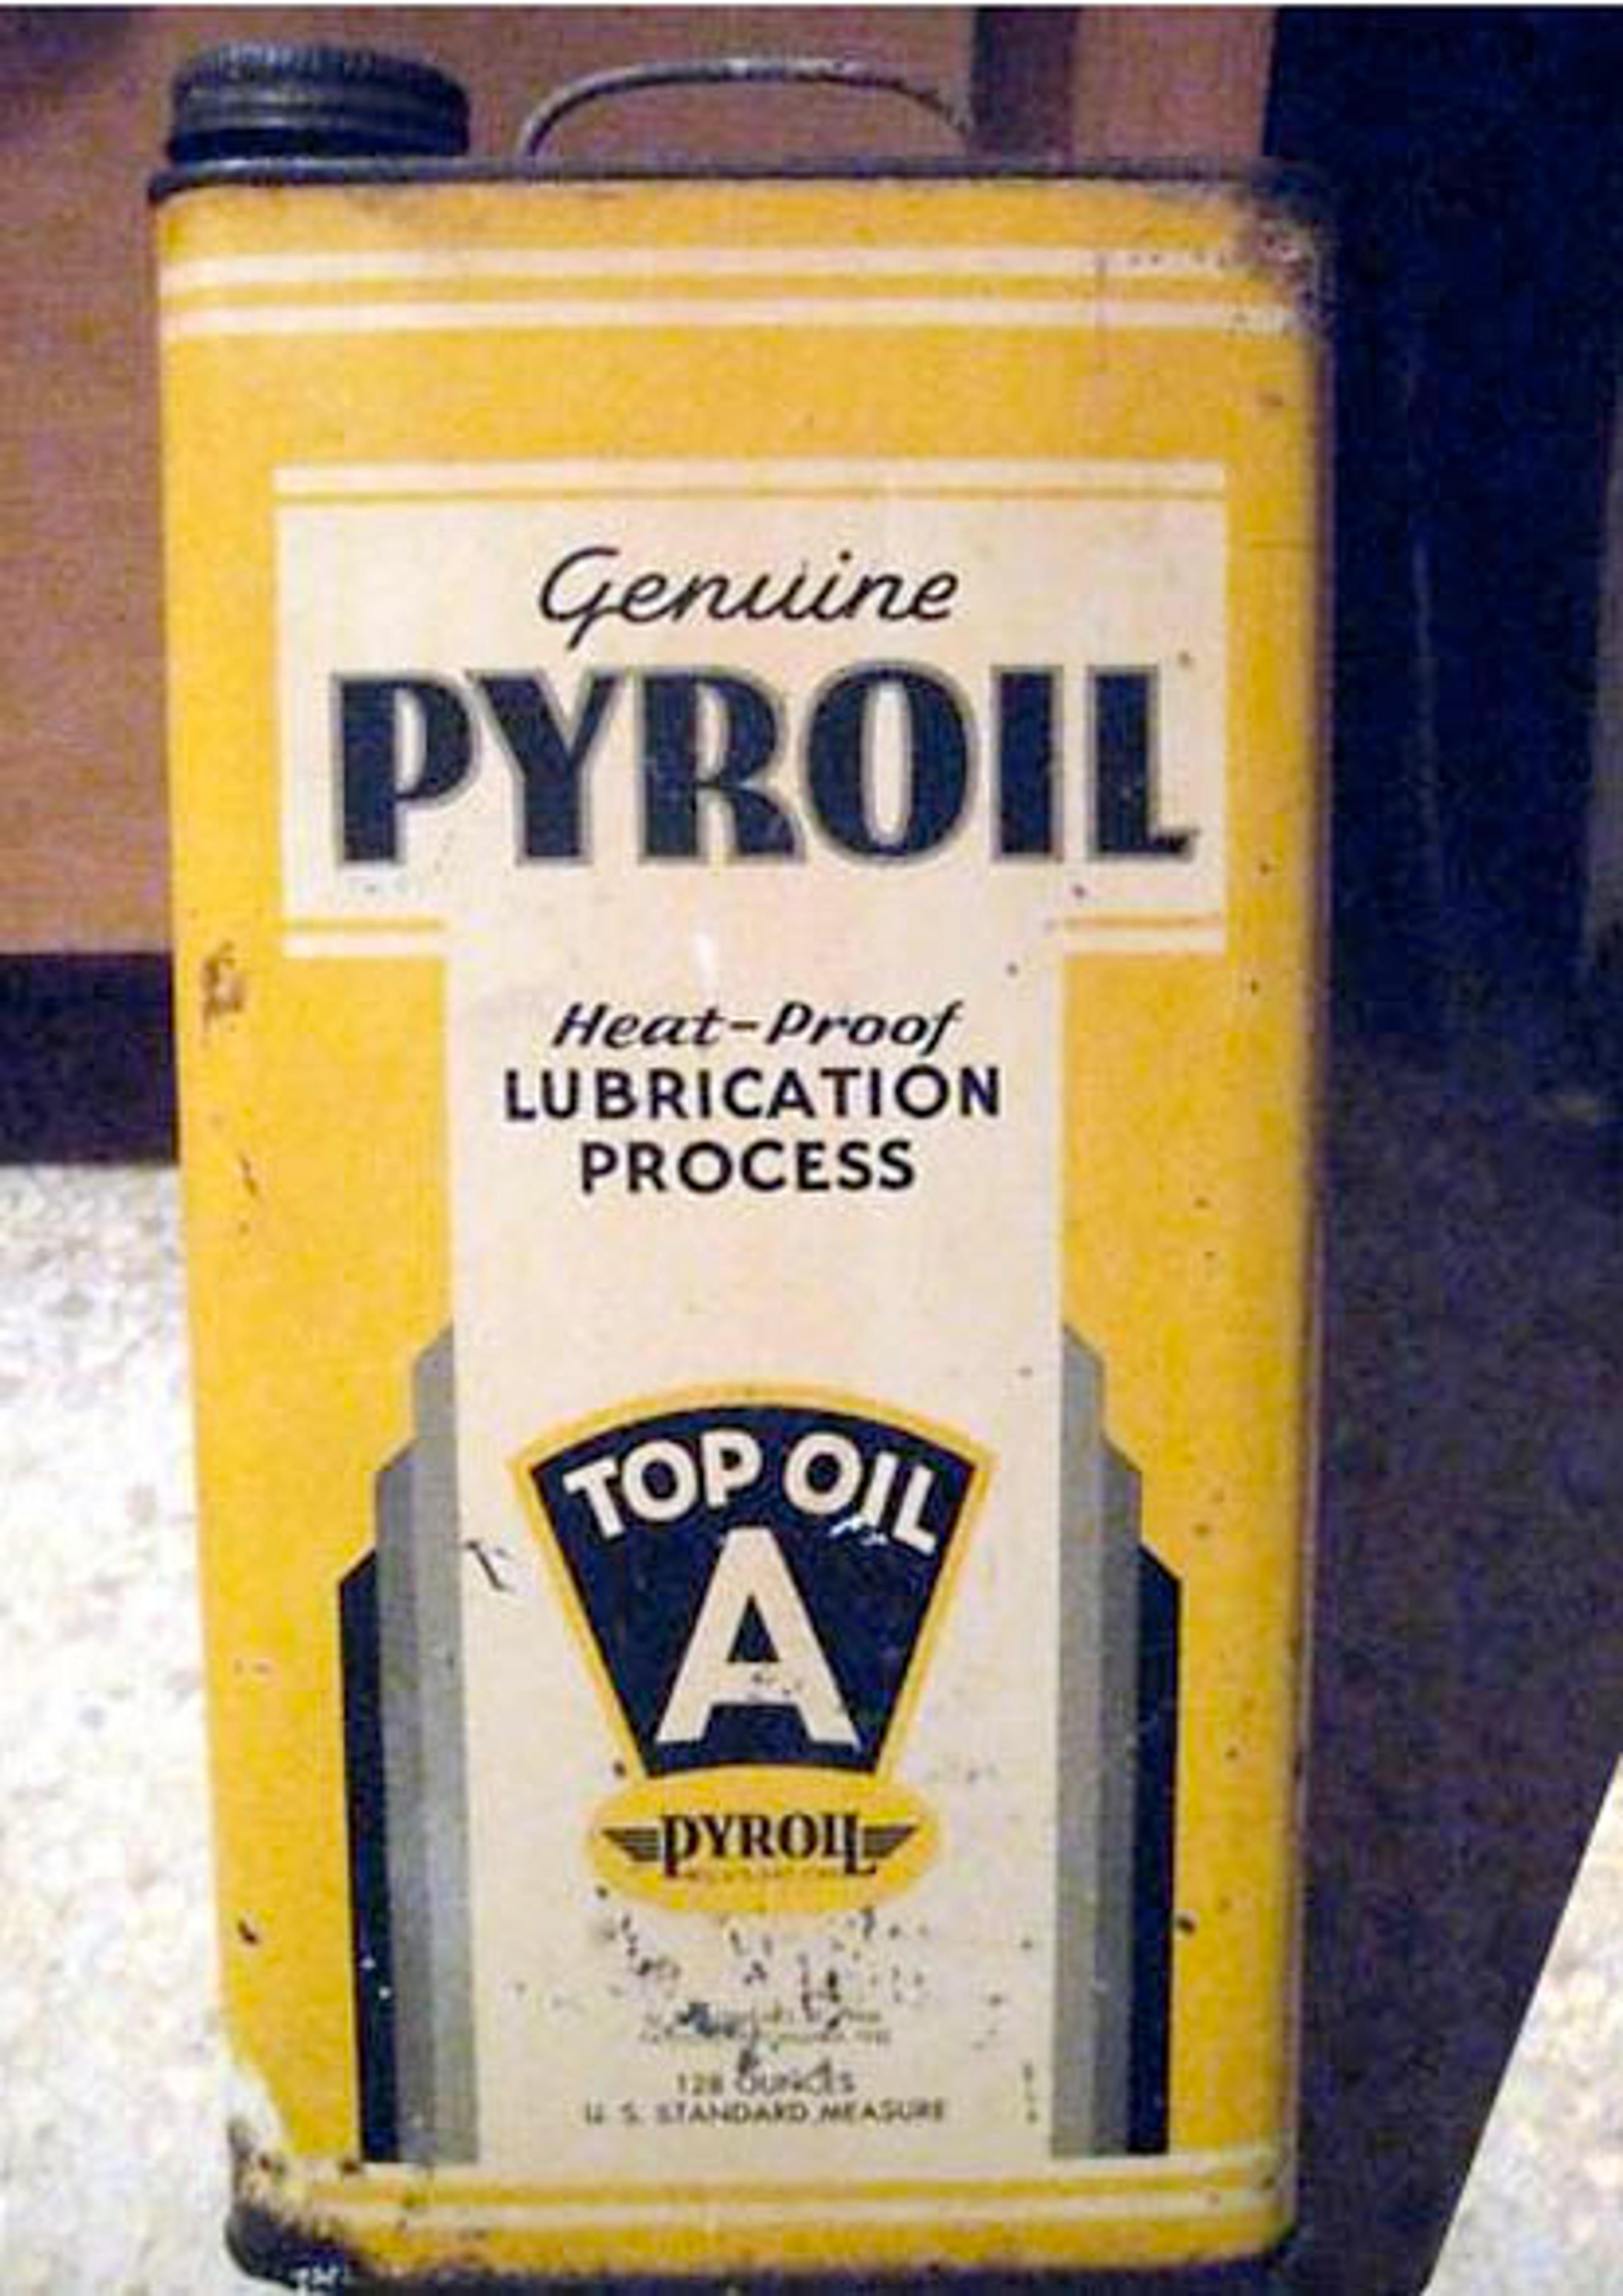 Genuine
PYROIL
Heat-Proof
LUBRICATION
PROCESS
TOP OIL
A
PYROIL
128 OUNCES
U. S. STANDARD MEASURE